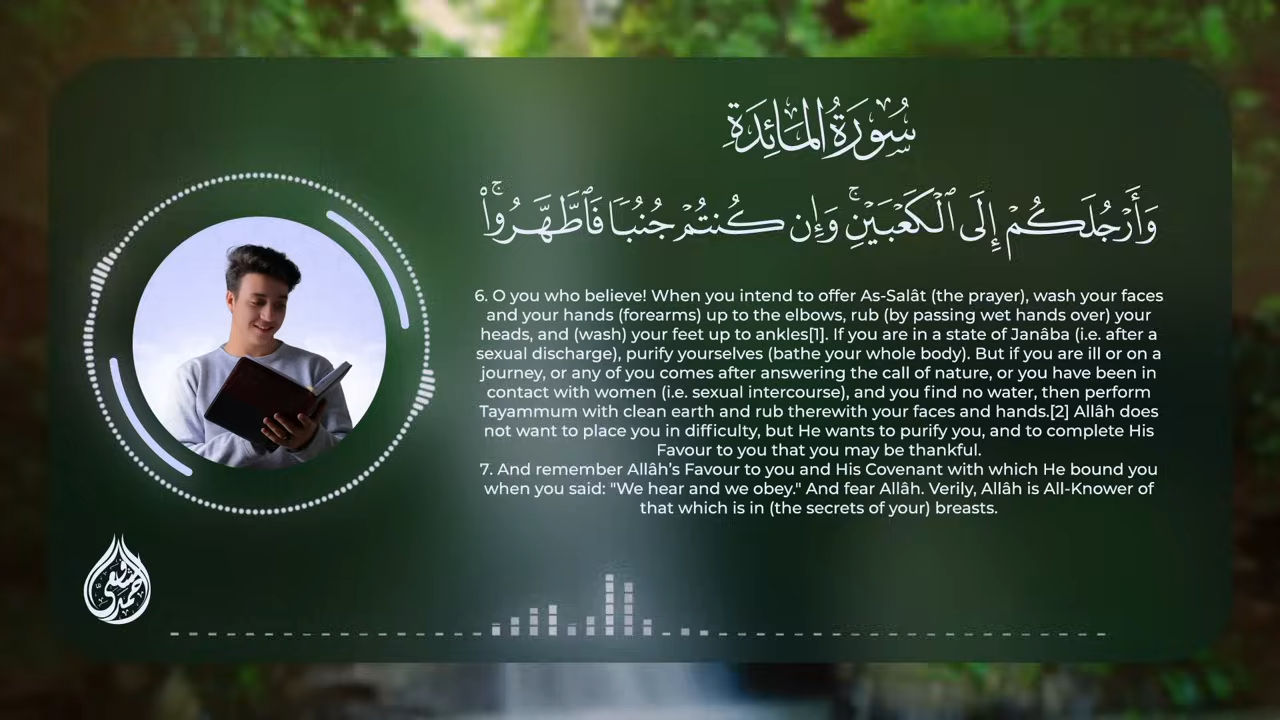 سُورَةُ المَائِدَة
وَأَرْجُلَكُمْ إِلَى ٱلْكَعْبَيْنِ ۚ وَإِن كُنتُمْ جُنُبًا فَٱطَّهَّرُوا۟ ۚ
6. O you who believe! When you intend to offer As-Salât (the prayer), wash your faces
and your hands (forearms) up to the elbows, rub (by passing wet hands over) your
heads, and (wash) your feet up to ankles[1]. If you are in a state of Janâba (i.e. after a
sexual discharge), purify yourselves (bathe your whole body). But if you are ill or on a
journey, or any of you comes after answering the call of nature, or you have been in
contact with women (i.e. sexual intercourse), and you find no water, then perform
Tayammum with clean earth and rub therewith your faces and hands.[2] Allâh does
not want to place you in difficulty, but He wants to purify you, and to complete His
Favour to you that you may be thankful.
7. And remember Allâh's Favour to you and His Covenant with which He bound you
when you said: "We hear and we obey." And fear Allâh. Verily, Allâh is All-Knower of
that which is in (the secrets of your) breasts.